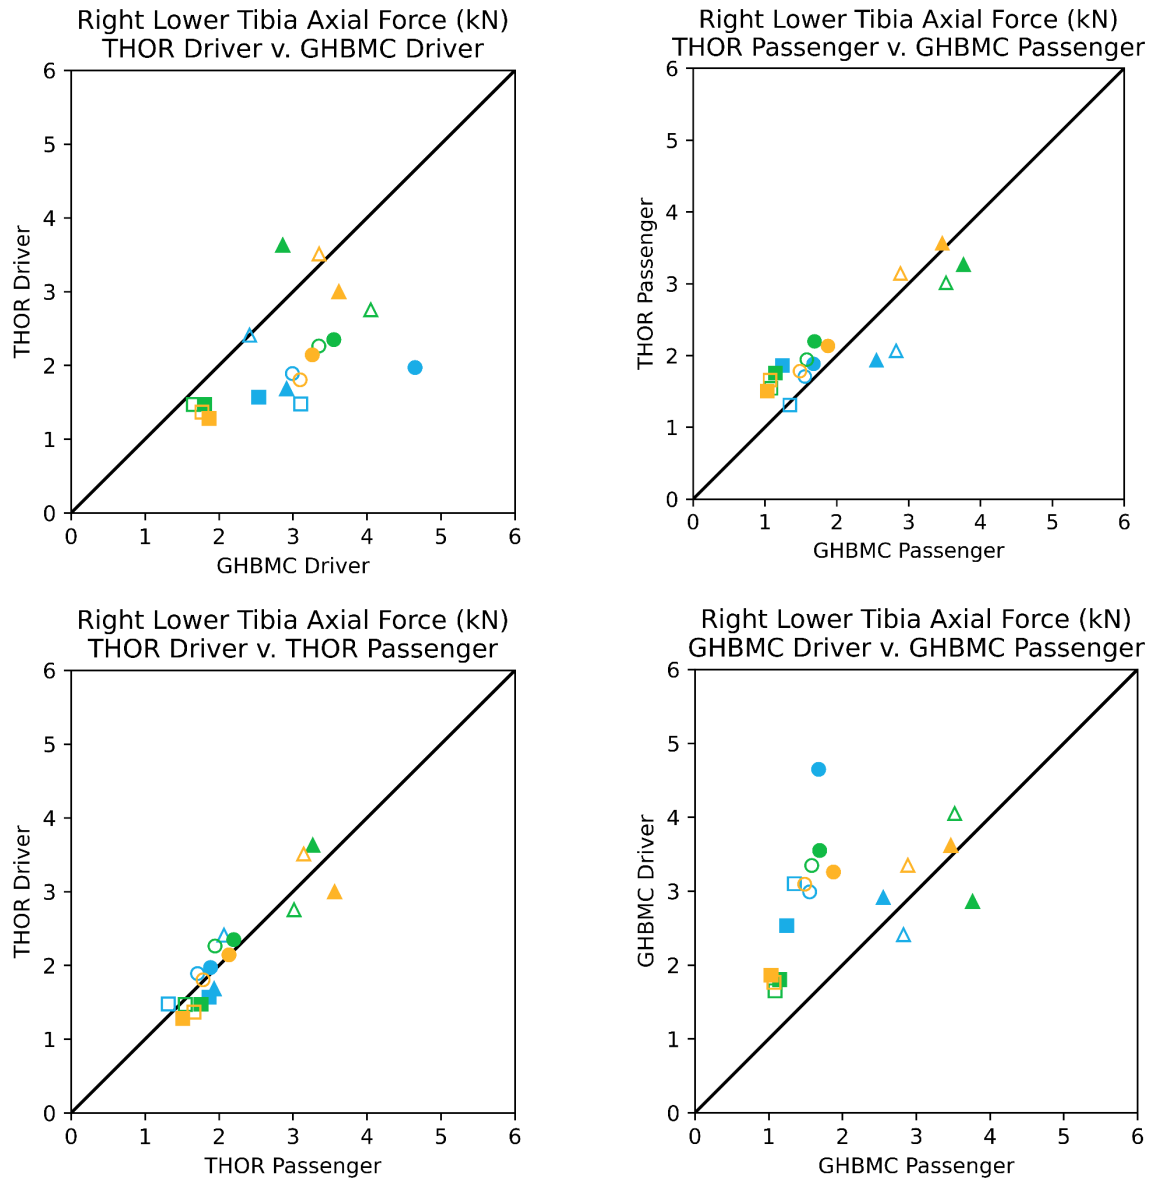 Right Lower Tibia Axial Force (kN)
THOR Driver v. GHBMC Driver
6
5
4
3
2
1
0
THOR Driver
0 1 2 3 4 5 6
GHBMC Driver
Right Lower Tibia Axial Force (kN)
THOR Passenger v. GHBMC Passenger
6
5
4
3
2
1
0
THOR Passenger
0 1 2 3 4 5 6
GHBMC Passenger
Right Lower Tibia Axial Force (kN)
THOR Driver v. THOR Passenger
6
5
4
3
2
1
0
THOR Driver
0 1 2 3 4 5 6
THOR Passenger
Right Lower Tibia Axial Force (kN)
GHBMC Driver v. GHBMC Passenger
6
5
4
3
2
1
0
GHBMC Driver
0 1 2 3 4 5 6
GHBMC Passenger